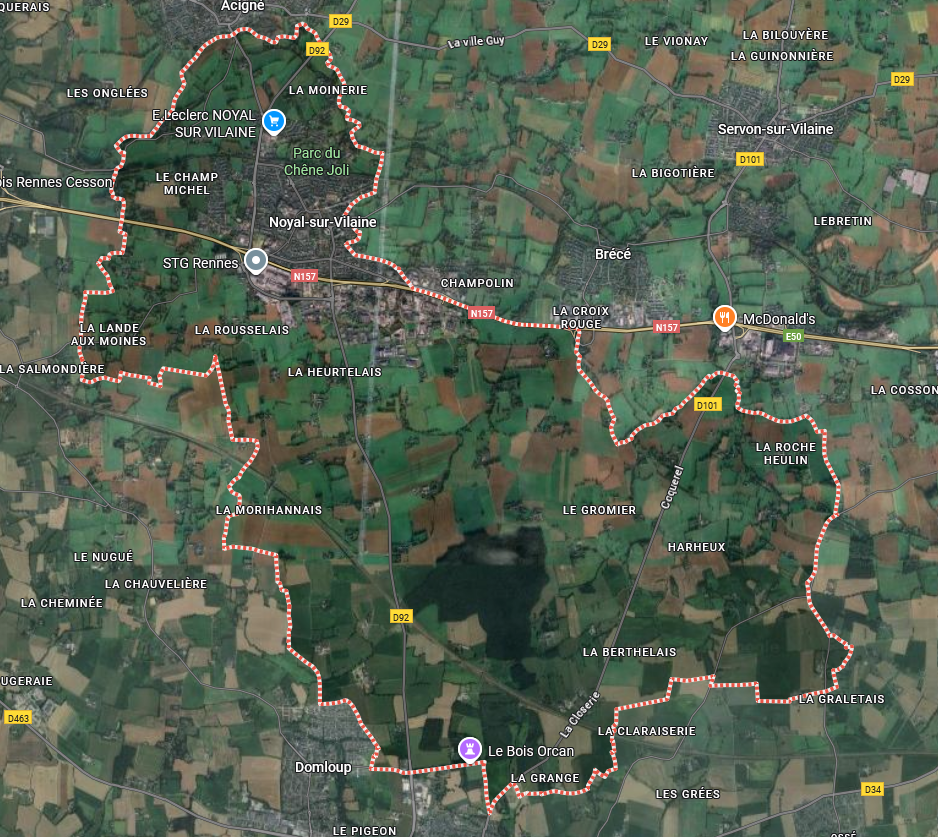 QUERAIS
Acigné
D29
La ville Guy
D29
LE VIONAY
LA BILOUYÈRE
LA GUINONNIÈRE
D92
D29
LES ONGLÉES
LA MOINERIE
E.Leclerc NOYAL
SUR VILAINE
Servon-sur-Vilaine
D101
Parc du
Chêne Joli
LA BIGOTIÈRE
ois Rennes Cesson
LE CHAMP
MICHEL
Noyal-sur-Vilaine
LEBRETIN
Brécé
STG Rennes
N157
CHAMPOLIN
N157
LA CROIX
ROUGE
N157
McDonald's
E50
LA LANDE
AUX MOINES
LA ROUSSELAIS
LA SALMONDIÈRE
LA HEURTELAIS
LA COSSON
D101
LA ROCHE
HEULIN
Coquerel
LA MORIHANNAIS
LE GROMIER
HARHEUX
LE NUGUÉ
LA CHAUVELIÈRE
LA CHEMINÉE
D92
LA BERTHELAIS
UGERAIE
LA GRALETAIS
D463
La Closerie
LA CLARAISERIE
Le Bois Orcan
Domloup
LA GRANGE
LES GRÉES
D34
LE PIGEON